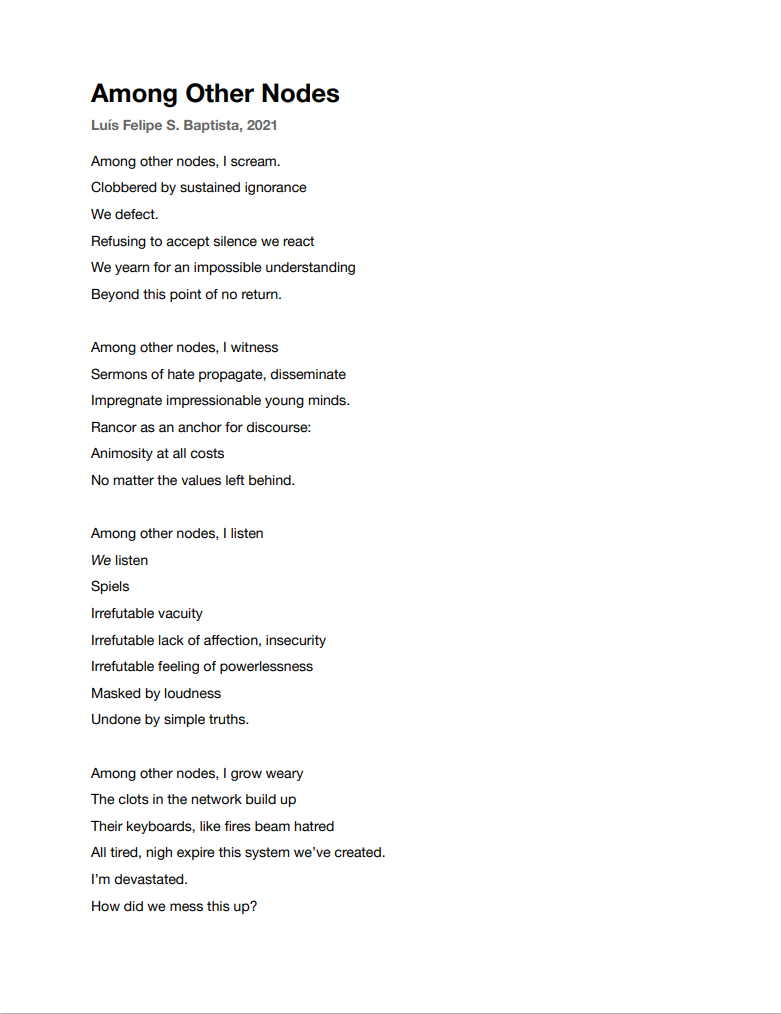 Among Other Nodes
Luís Felipe S. Baptista, 2021
Among other nodes, I scream.
Clobbered by sustained ignorance
We defect.
Refusing to accept silence we react
We yearn for an impossible understanding
Beyond this point of no return.
Among other nodes, I witness
Sermons of hate propagate, disseminate
Impregnate impressionable young minds.
Rancor as an anchor for discourse:
Animosity at all costs
No matter the values left behind.
Among other nodes, I listen
We listen
Spiels
Irrefutable vacuity
Irrefutable lack of affection, insecurity
Irrefutable feeling of powerlessness
Masked by loudness
Undone by simple truths.
Among other nodes, I grow weary
The clots in the network build up
Their keyboards, like fires beam hatred
All tired, nigh expire this system we’ve created.
I’m devastated.
How did we mess this up?